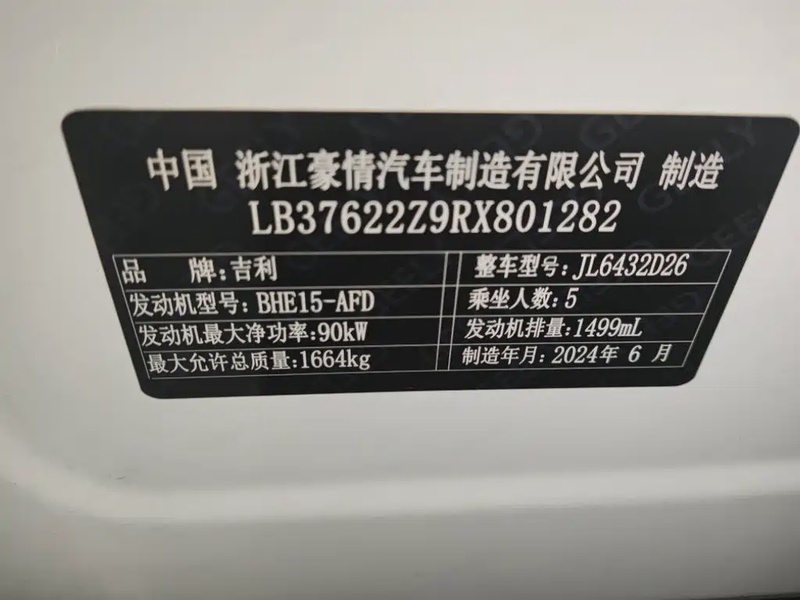 中国 浙江豪情汽车制造有限公司 制造
LB37622Z9RX801282
品 牌:吉利 整车型号:JL6432D26
发动机型号:BHE15-AFD 乘坐人数:5
发动机最大净功率:90kW 发动机排量:1499mL
最大允许总质量:1664kg 制造年月:2024年 6 月